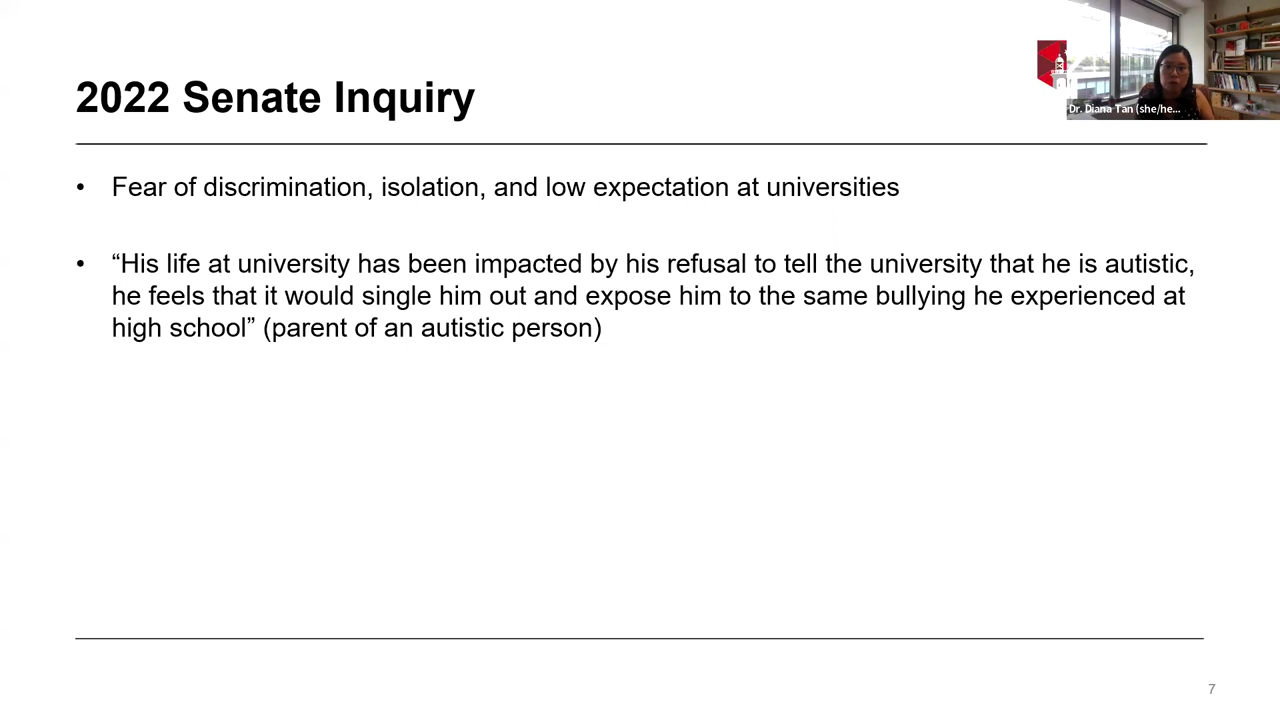 Dr. Diana Tan (she/he...
2022 Senate Inquiry
• Fear of discrimination, isolation, and low expectation at universities
• “His life at university has been impacted by his refusal to tell the university that he is autistic,
he feels that it would single him out and expose him to the same bullying he experienced at
high school” (parent of an autistic person)
7